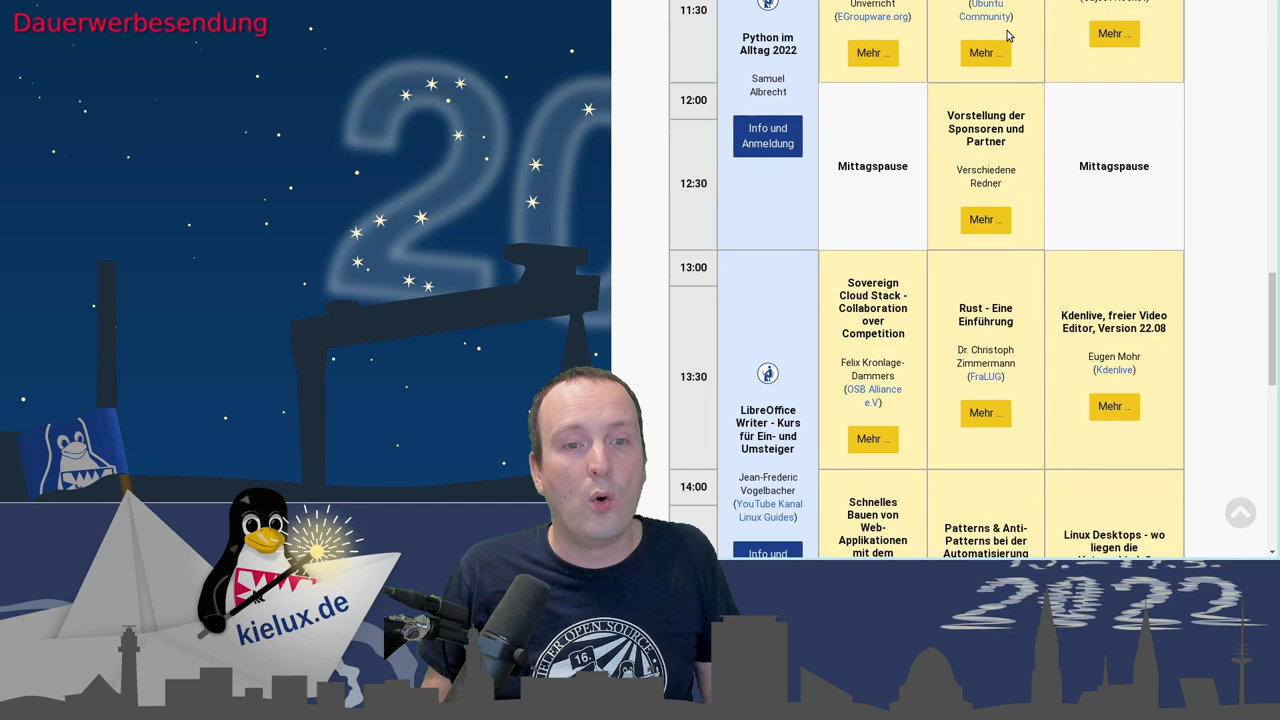 Dauerwerbesendung
11:30
Python im
Alltag 2022
Samuel
Albrecht
Info und
Anmeldung
Unverricht
(EGroupware.org)
Mehr ...
(Ubuntu
Community)
Mehr ...
Mehr ...
12:00
12:30
Mittagspause
Vorstellung der
Sponsoren und
Partner
Verschiedene
Redner
Mehr ...
Mittagspause
13:00
13:30
14:00
LibreOffice
Writer - Kurs
für Ein- und
Umsteiger
Jean-Frederic
Vogelbacher
(YouTube Kanal
Linux Guides)
Info und
Sovereign
Cloud Stack -
Collaboration
over
Competition
Felix Kronlage-
Dammers
(OSB Alliance
e.V.)
Mehr ...
Rust - Eine
Einführung
Dr. Christoph
Zimmermann
(FraLUG)
Mehr ...
Kdenlive, freier Video
Editor, Version 22.08
Eugen Mohr
(Kdenlive)
Mehr ...
Schnelles
Bauen von
Web-
Applikationen
mit dem
Patterns & Anti-
Patterns bei der
Automatisierung
Linux Desktops - wo
liegen die
20
kielux.de
2022
16.